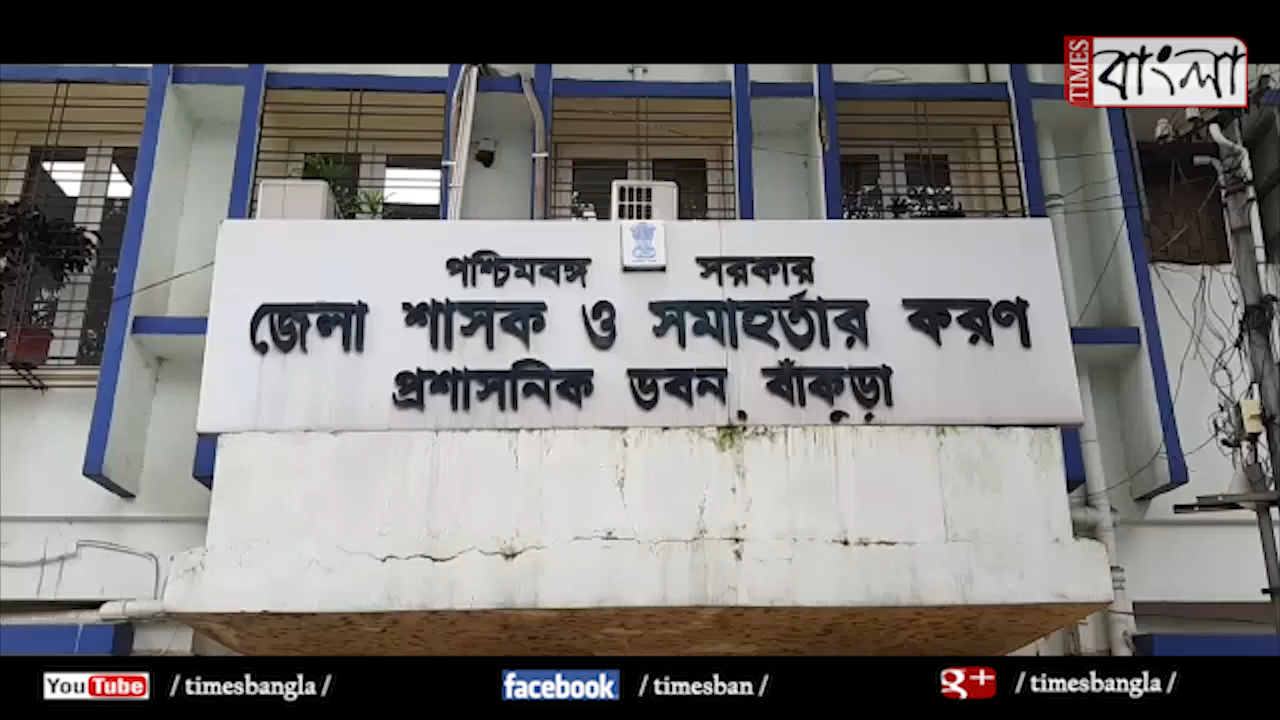 TIMES বাংলা
পশ্চিমবঙ্গ সরকার
জেলা শাসক ও সমাহর্তার করণ
প্রশাসনিক ভবন, বাঁকুড়া
YouTube / timesbangla / facebook / timesban / g+ / timesbangla /